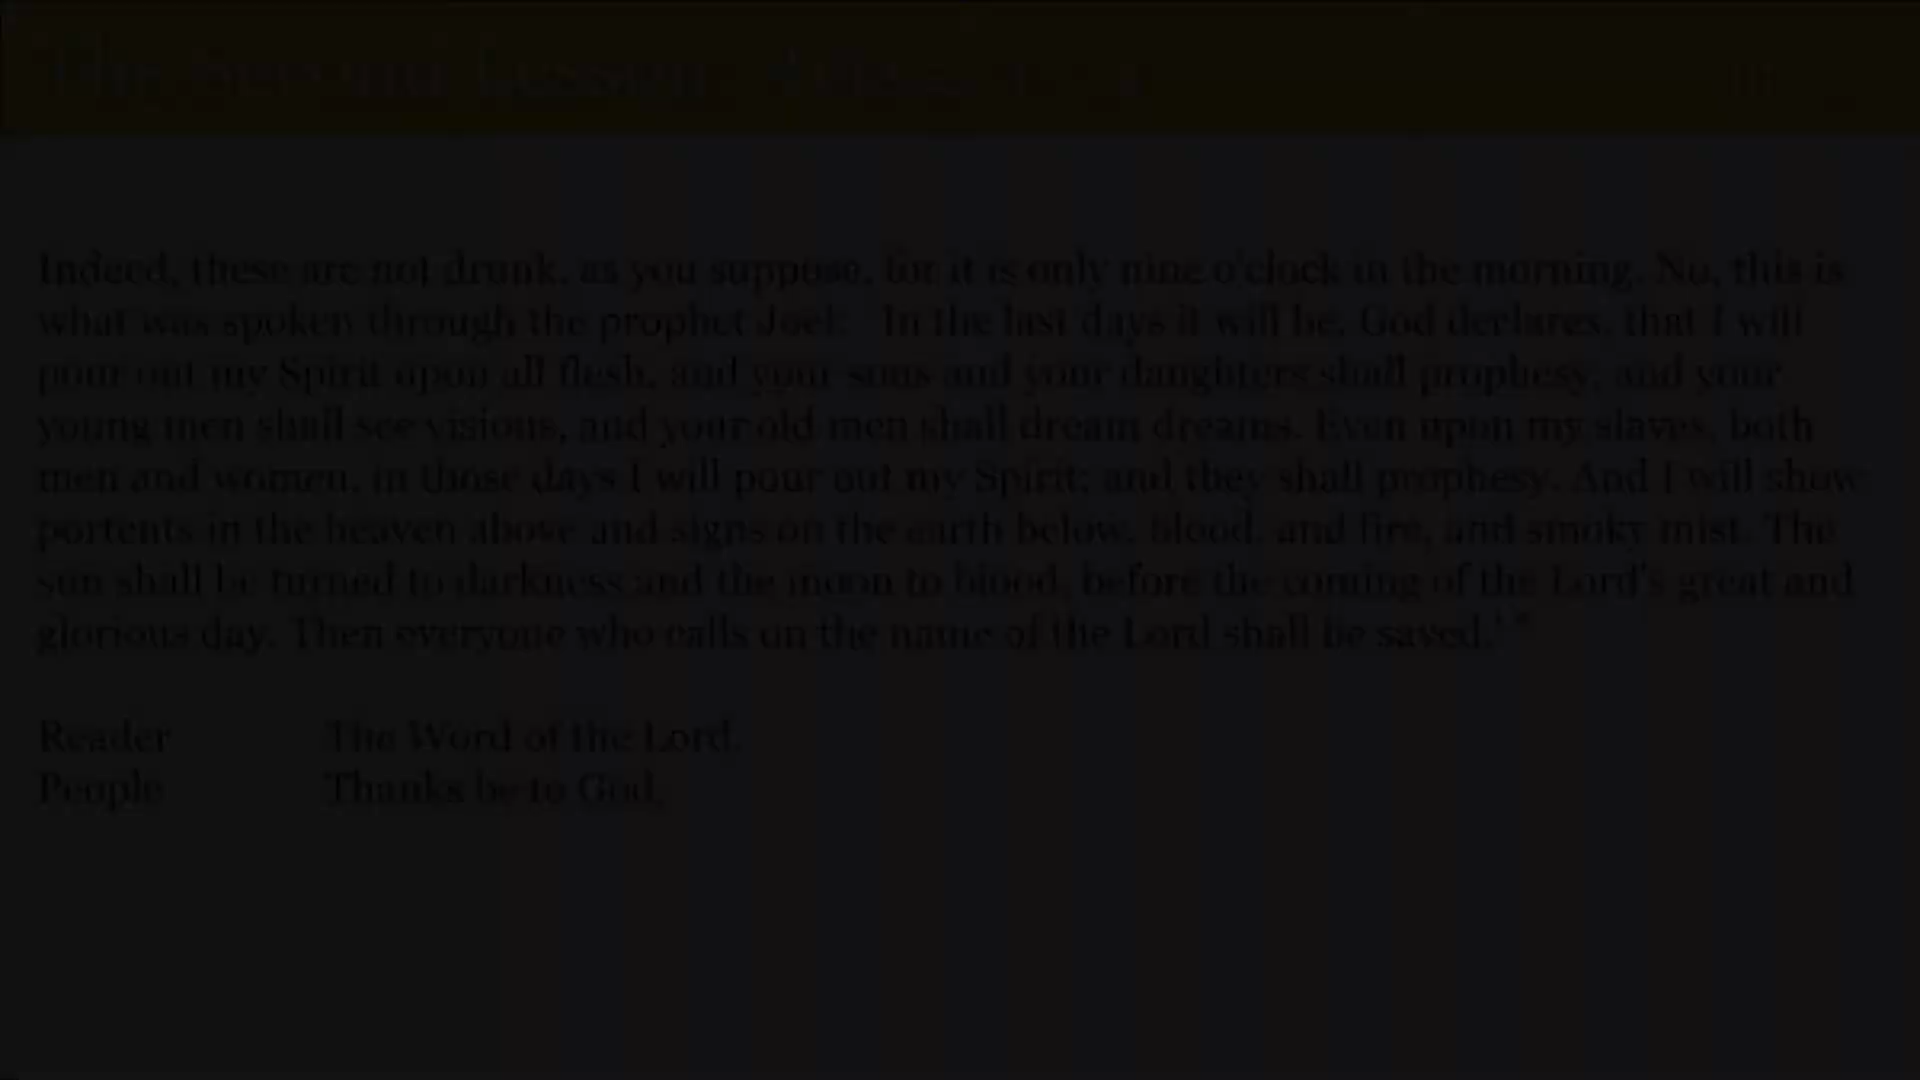 Indeed, these are not drunk, as you suppose, for it is only nine o'clock in the morning. No, this is
what was spoken through the prophet Joel: 'In the last days it will be, God declares, that I will
pour out my Spirit upon all flesh, and your sons and your daughters shall prophesy, and your
young men shall see visions, and your old men shall dream dreams. Even upon my slaves, both
men and women, in those days I will pour out my Spirit; and they shall prophesy. And I will show
portents in the heaven above and signs on the earth below, blood, and fire, and smoky mist. The
sun shall be turned to darkness and the moon to blood, before the coming of the Lord's great and
glorious day. Then everyone who calls on the name of the Lord shall be saved.' "
Reader The Word of the Lord.
People Thanks be to God.